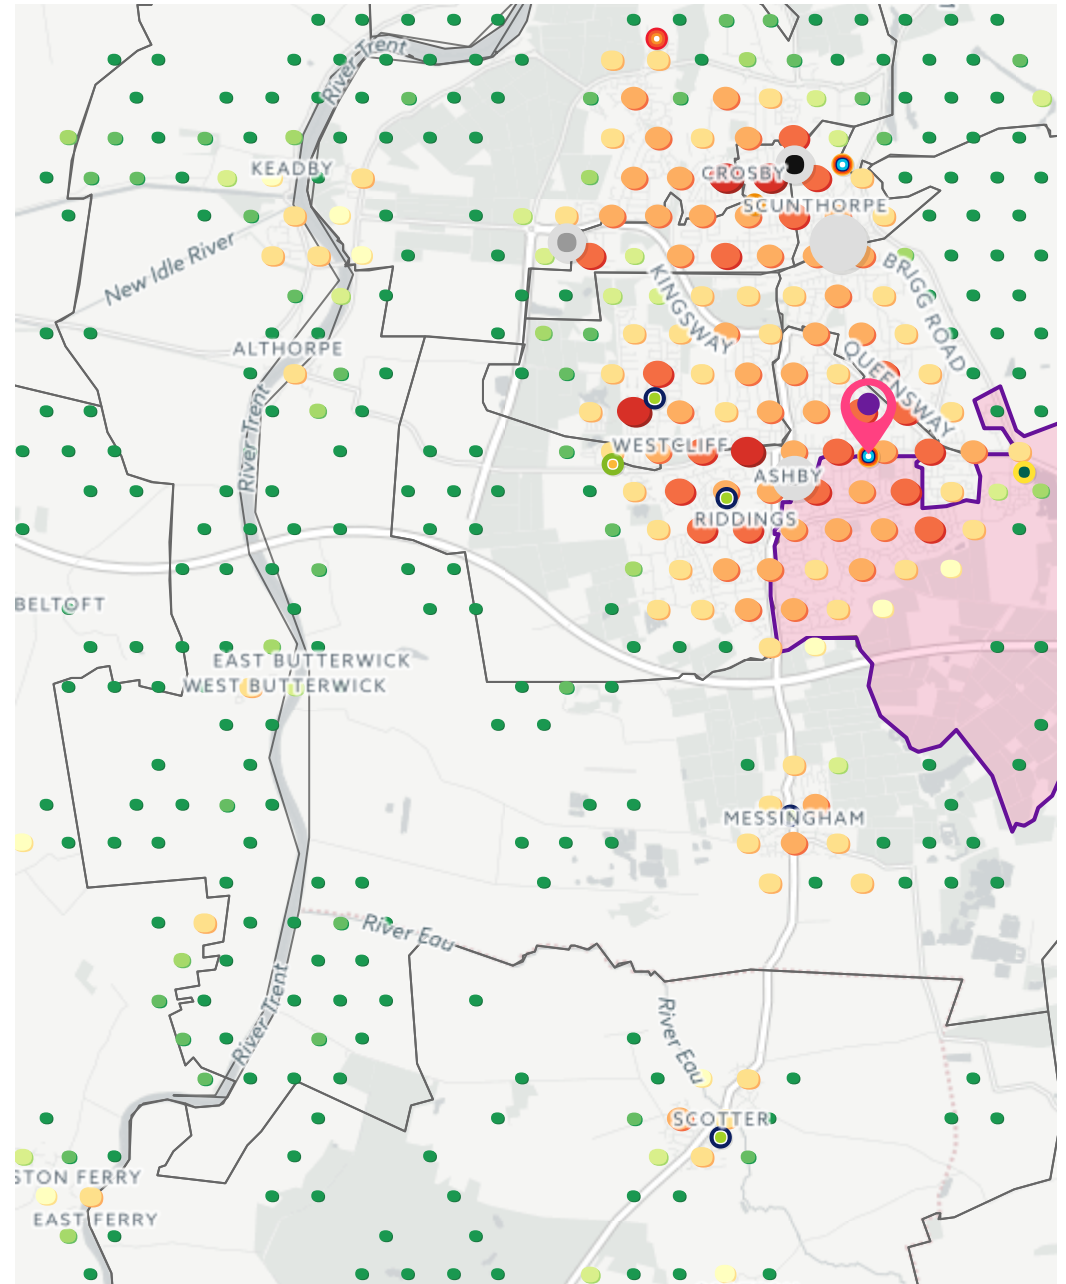 River Trent
KEADBY
CROSBY
SCUNTHORPE
New Idle River
KINGSWAY
BRIGG ROAD
ALTHORPE
QUEENSWAY
River Trent
WESTCLIFF
ASHBY
RIDDINGS
BELTOFT
EAST BUTTERWICK
WEST BUTTERWICK
MESSINGHAM
River Eau
River Trent
River Eau
SCOTTER
STON FERRY
EAST FERRY